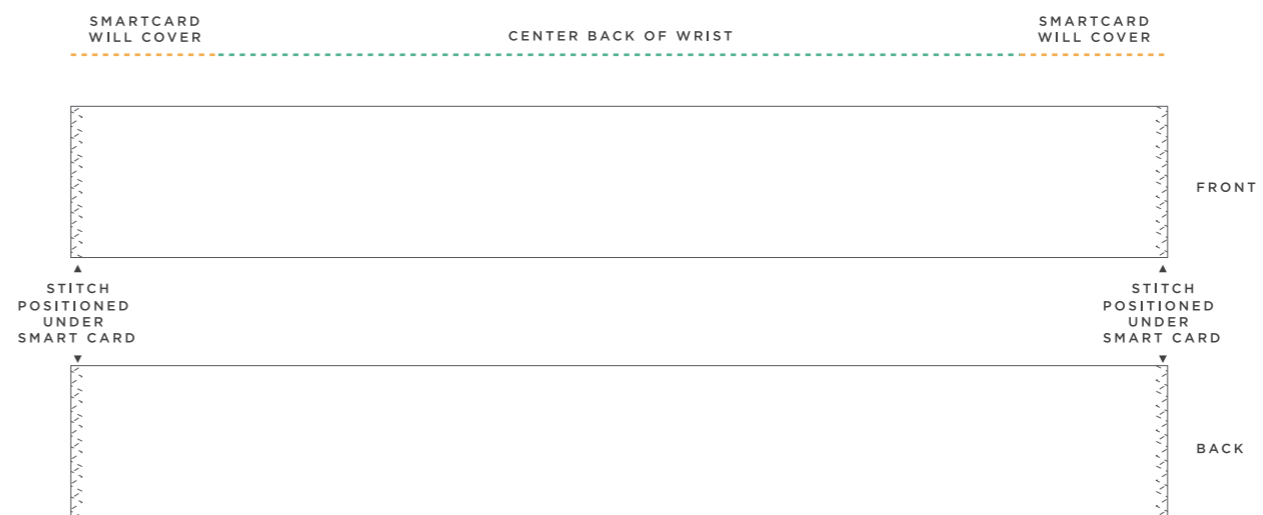 SMARTCARD
WILL COVER
CENTER BACK OF WRIST
SMARTCARD
WILL COVER
FRONT
STITCH
POSITIONED
UNDER
SMART CARD
STITCH
POSITIONED
UNDER
SMART CARD
BACK